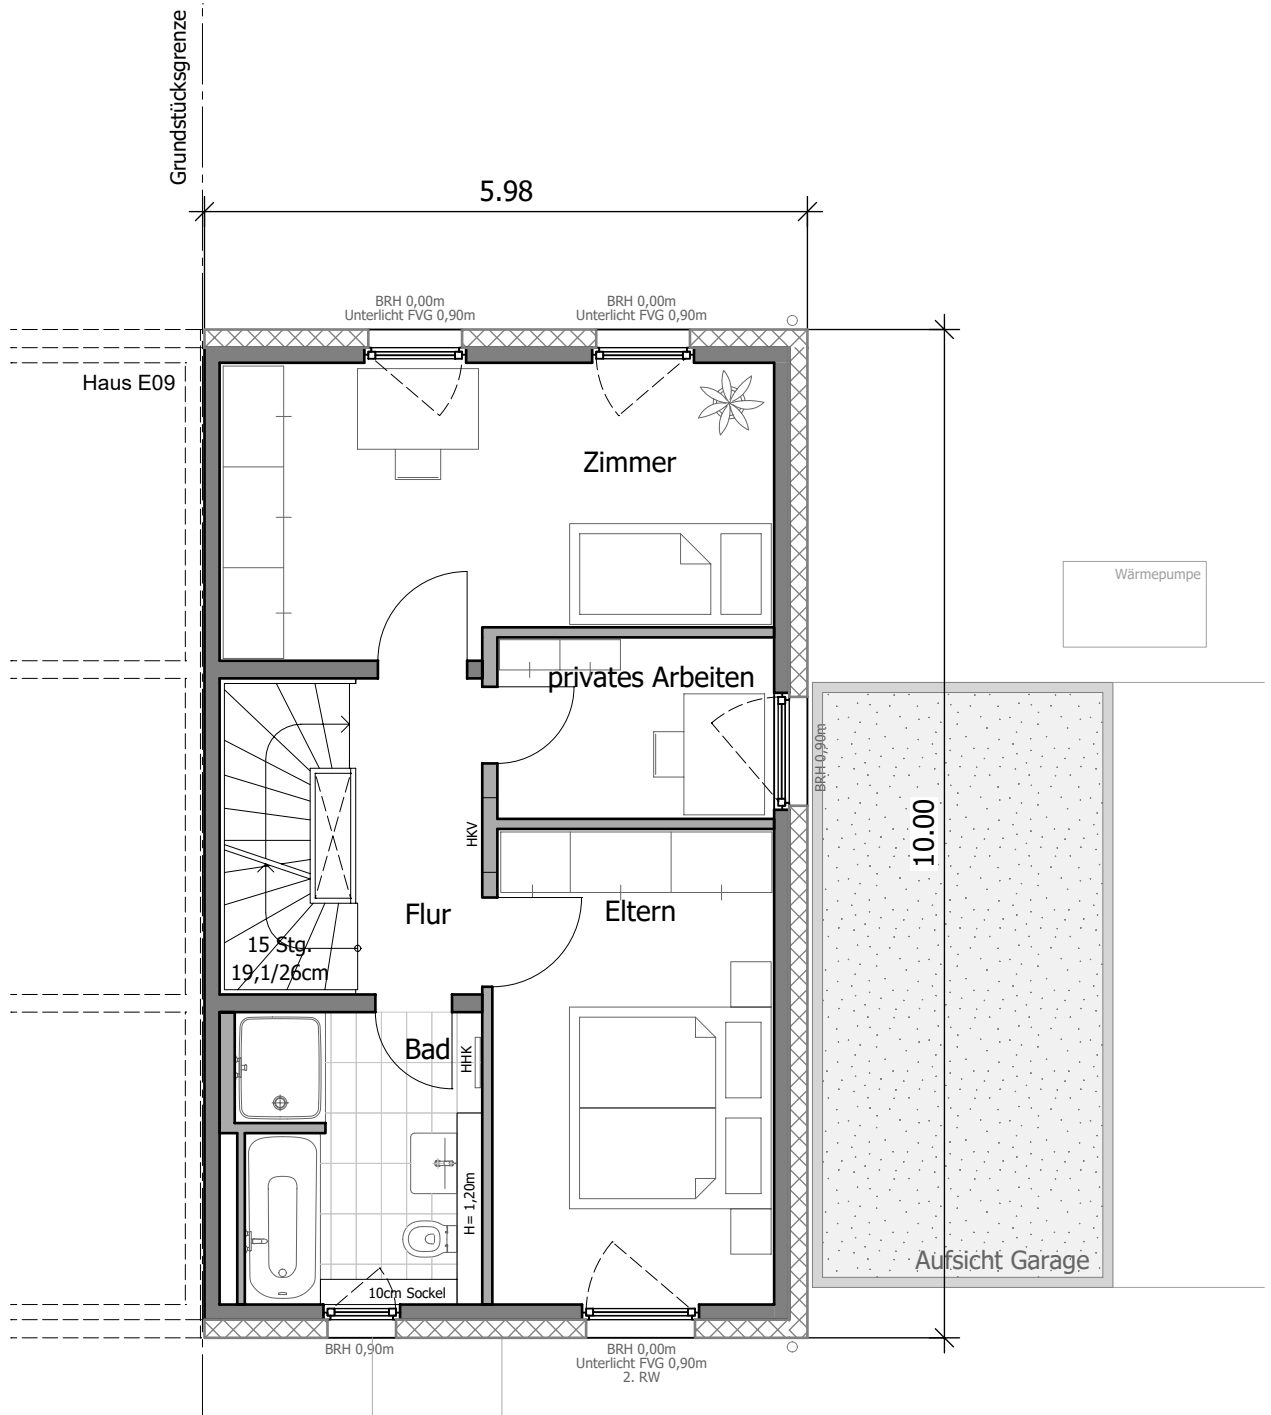 Grundstücksgrenze
5.98
BRH 0,00m
Unterlicht FVG 0,90m
BRH 0,00m
Unterlicht FVG 0,90m
Haus E09
Zimmer
Wärmepumpe
privates Arbeiten
BRH 0,90m
10.00
HKV
Flur
Eltern
15 Stg.
19,1/26cm
Bad
HHK
H= 1,20m
Aufsicht Garage
10cm Sockel
BRH 0,90m
BRH 0,00m
Unterlicht FVG 0,90m
2. RW